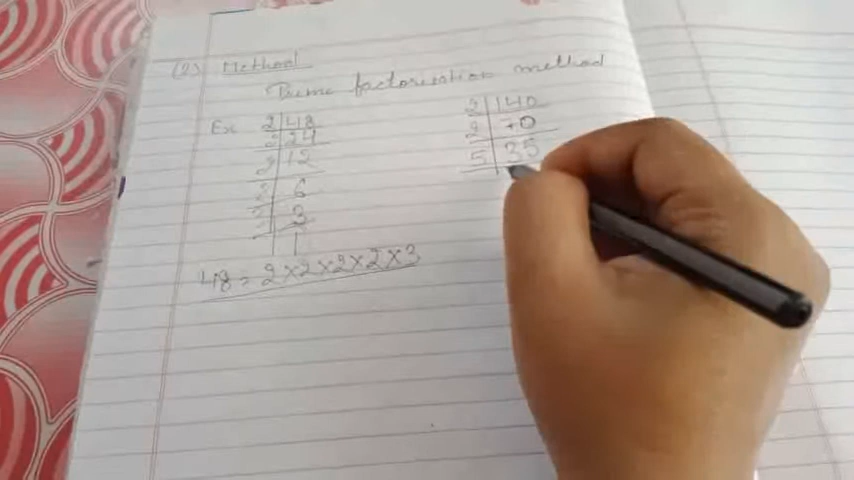 (2) Method
Prime factorisation method
Ex 2 | 48
2 | 24
2 | 12
2 | 6
3 | 3
1
48 = 2×2×2×2×3
2 | 140
2 | 70
5 | 35